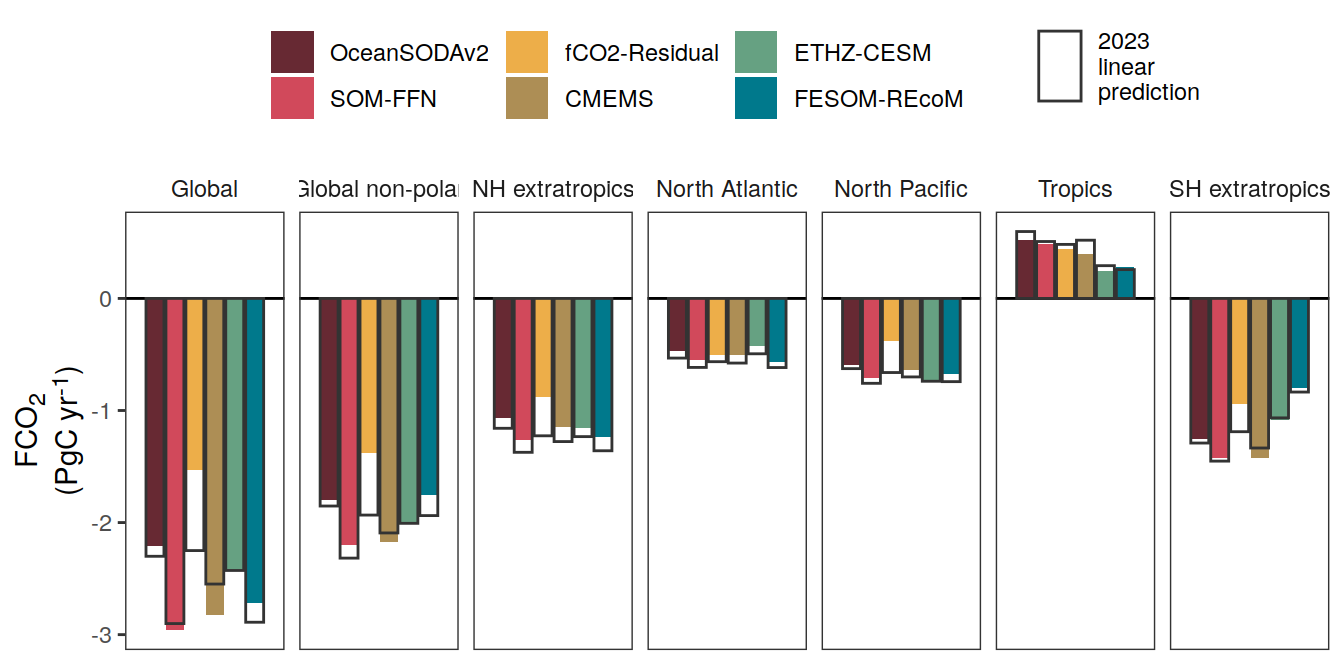 OceanSODAv2
fCO2-Residual
ETHZ-CESM
SOM-FFN
CMEMS
FESOM-REcoM
2023
linear
prediction
Global
Global non-polar
NH extratropics
North Atlantic
North Pacific
Tropics
SH extratropics
0
-1
-2
-3
FCO₂
(PgC yr⁻¹)